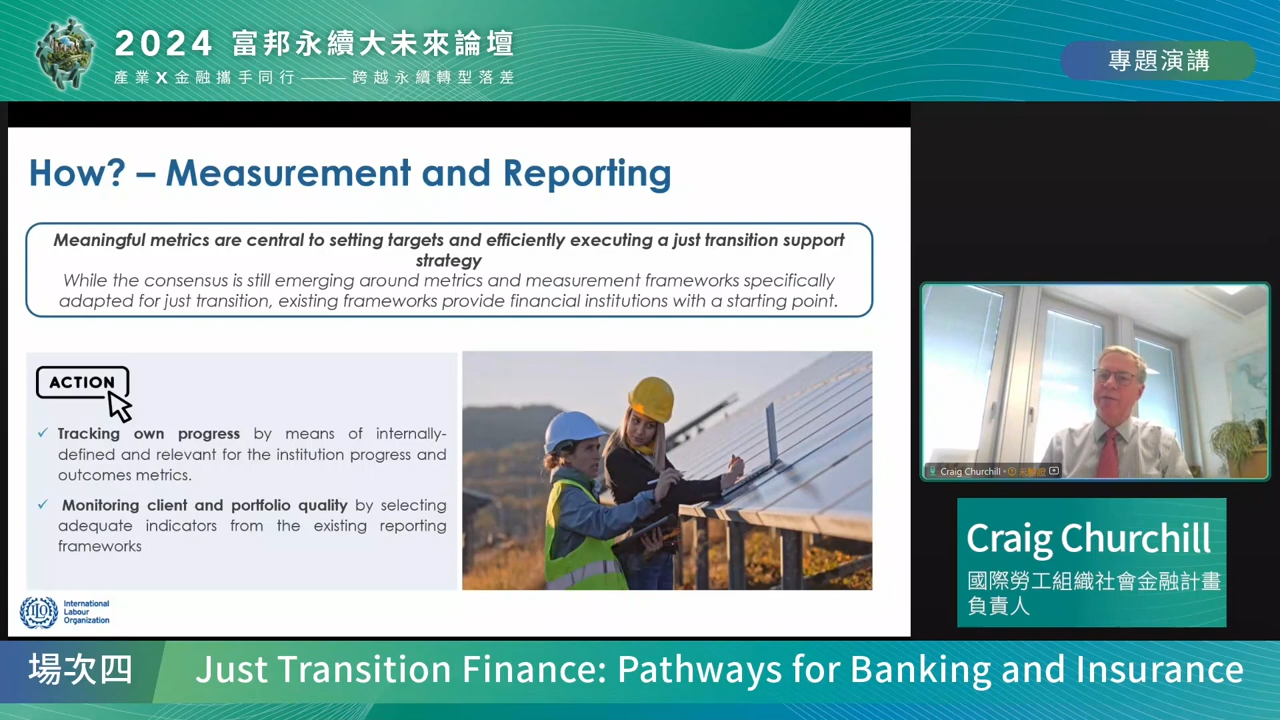 2024 富邦永續大未來論壇
產業X金融攜手同行——跨越永續轉型落差
專題演講
How? – Measurement and Reporting
Meaningful metrics are central to setting targets and efficiently executing a just transition support
strategy
While the consensus is still emerging around metrics and measurement frameworks specifically
adapted for just transition, existing frameworks provide financial institutions with a starting point.
ACTION
✓ Tracking own progress by means of internally-
defined and relevant for the institution progress and
outcomes metrics.
✓ Monitoring client and portfolio quality by selecting
adequate indicators from the existing reporting
frameworks
International
Labour
Organization
Craig Churchill
Craig Churchill
國際勞工組織社會金融計畫
負責人
場次四
Just Transition Finance: Pathways for Banking and Insurance